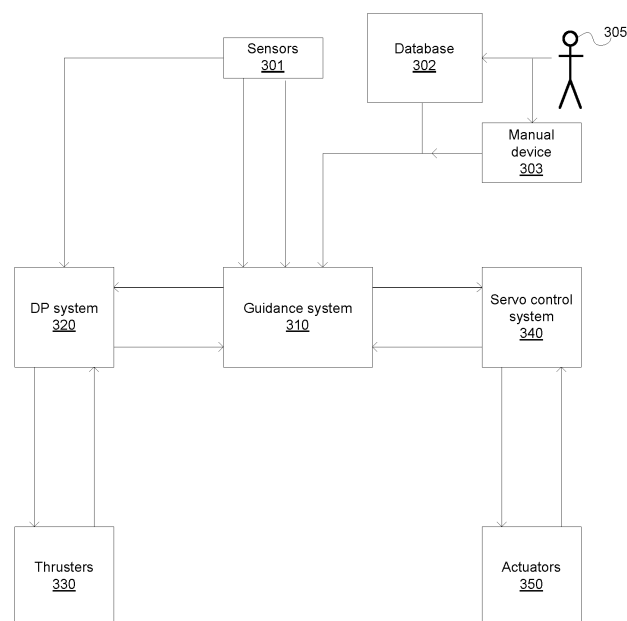 305
Sensors
301
Database
302
Manual
device
303
DP system
320
Guidance system
310
Servo control
system
340
Thrusters
330
Actuators
350